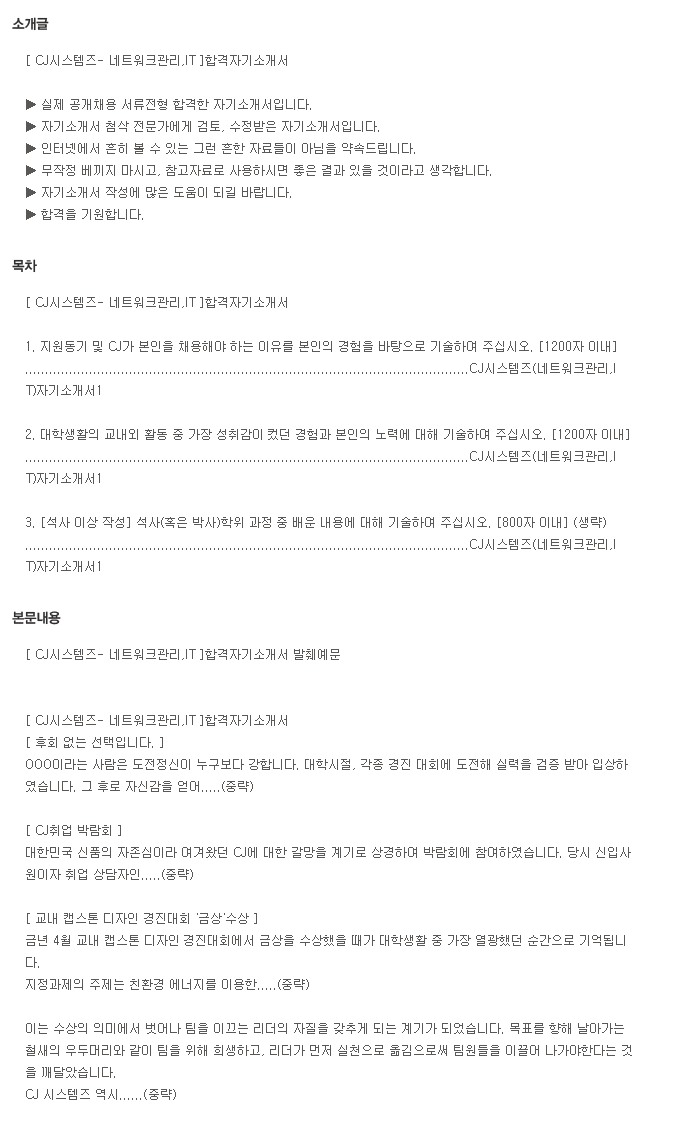 소개글
[ CJ시스템즈- 네트워크관리,IT ]합격자기소개서
▶ 실제 공개채용 서류전형 합격한 자기소개서입니다.
▶ 자기소개서 첨삭 전문가에게 검토, 수정받은 자기소개서입니다.
▶ 인터넷에서 흔히 볼 수 있는 그런 흔한 자료들이 아님을 약속드립니다.
▶ 무작정 베끼지 마시고, 참고자료로 사용하시면 좋은 결과 있을 것이라고 생각합니다.
▶ 자기소개서 작성에 많은 도움이 되길 바랍니다.
▶ 합격을 기원합니다.
목차
[ CJ시스템즈- 네트워크관리,IT ]합격자기소개서
1. 지원동기 및 CJ가 본인을 채용해야 하는 이유를 본인의 경험을 바탕으로 기술하여 주십시오. [1200자 이내]
................................................................................................................CJ시스템즈(네트워크관리,I
T)자기소개서1
2. 대학생활의 교내외 활동 중 가장 성취감이 컸던 경험과 본인의 노력에 대해 기술하여 주십시오. [1200자 이내]
................................................................................................................CJ시스템즈(네트워크관리,I
T)자기소개서1
3. [석사 이상 작성] 석사(혹은 박사)학위 과정 중 배운 내용에 대해 기술하여 주십시오. [800자 이내] (생략)
................................................................................................................CJ시스템즈(네트워크관리,I
T)자기소개서1
본문내용
[ CJ시스템즈- 네트워크관리,IT ]합격자기소개서 발췌예문
[ CJ시스템즈- 네트워크관리,IT ]합격자기소개서
[ 후회 없는 선택입니다. ]
OOO이라는 사람은 도전정신이 누구보다 강합니다. 대학시절, 각종 경진 대회에 도전해 실력을 검증 받아 입상하
였습니다. 그 후로 자신감을 얻어.....(중략)
[ CJ취업 박람회 ]
대한민국 신품의 자존심이라 여겨왔던 CJ에 대한 갈망을 계기로 상경하여 박람회에 참여하였습니다. 당시 신입사
원이자 취업 상담자인.....(중략)
[ 교내 캡스톤 디자인 경진대회 '금상'수상 ]
금년 4월 교내 캡스톤 디자인 경진대회에서 금상을 수상했을 때가 대학생활 중 가장 열광했던 순간으로 기억됩니
다.
지정과제의 주제는 친환경 에너지를 이용한.....(중략)
이는 수상의 의미에서 벗어나 팀을 이끄는 리더의 자질을 갖추게 되는 계기가 되었습니다. 목표를 향해 날아가는
철새의 우두머리와 같이 팀을 위해 희생하고, 리더가 먼저 실천으로 옮김으로써 팀원들을 이끌어 나가야한다는 것
을 깨달았습니다.
CJ 시스템즈 역시......(중략)